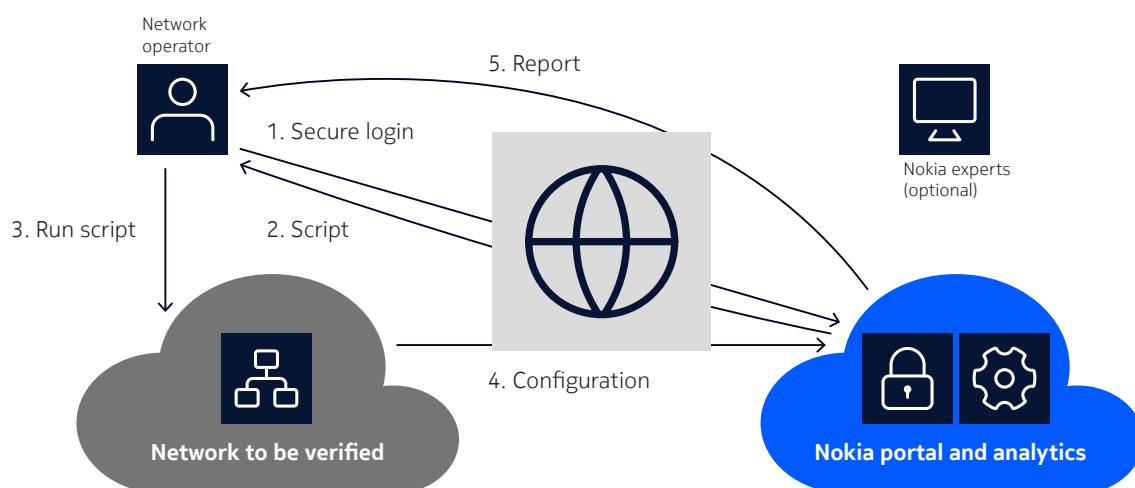 Network
operator
5. Report
1. Secure login
Nokia experts
(optional)
3. Run script
2. Script
4. Configuration
Network to be verified
Nokia portal and analytics